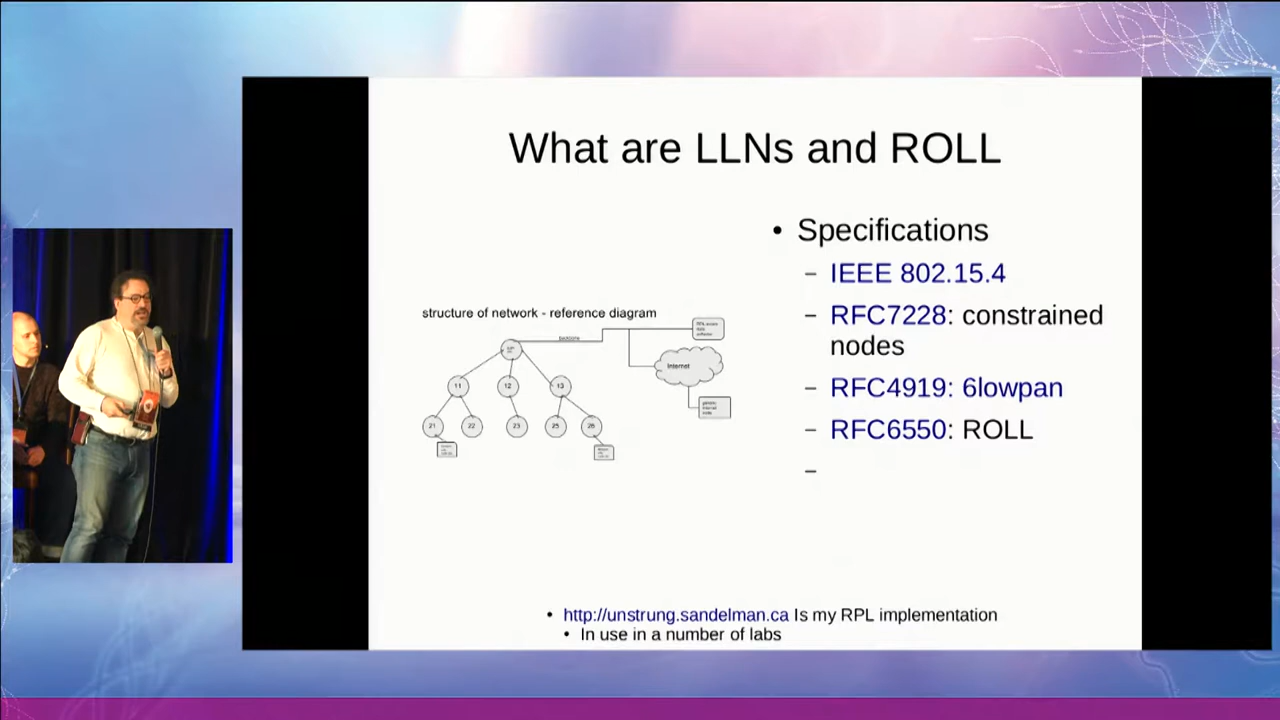 What are LLNs and ROLL
• Specifications
– IEEE 802.15.4
– RFC7228: constrained
nodes
– RFC4919: 6lowpan
– RFC6550: ROLL
–
structure of network - reference diagram
backbone
Internet
11
12
13
21
22
23
25
26
• http://unstrung.sandelman.ca Is my RPL implementation
• In use in a number of labs